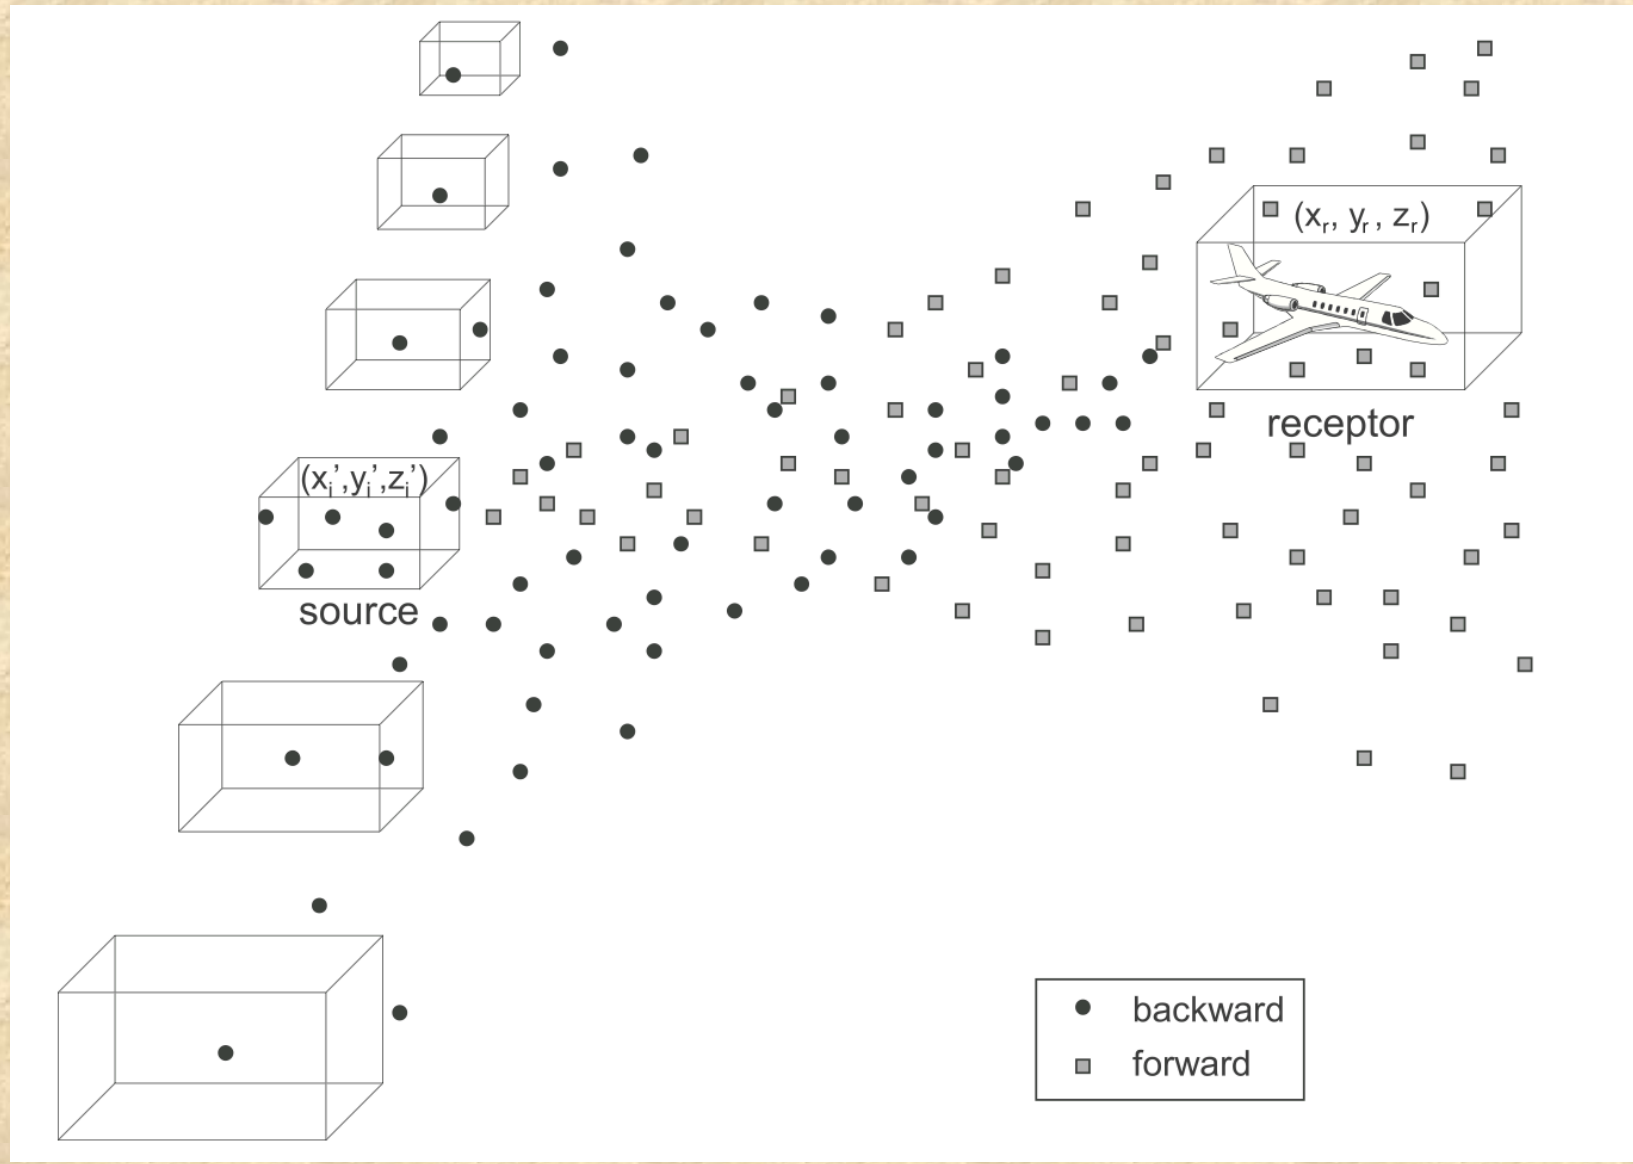 (xᵣ, yᵣ, zᵣ)
receptor
(xᵢ’,yᵢ’,zᵢ’)
source
backward
forward